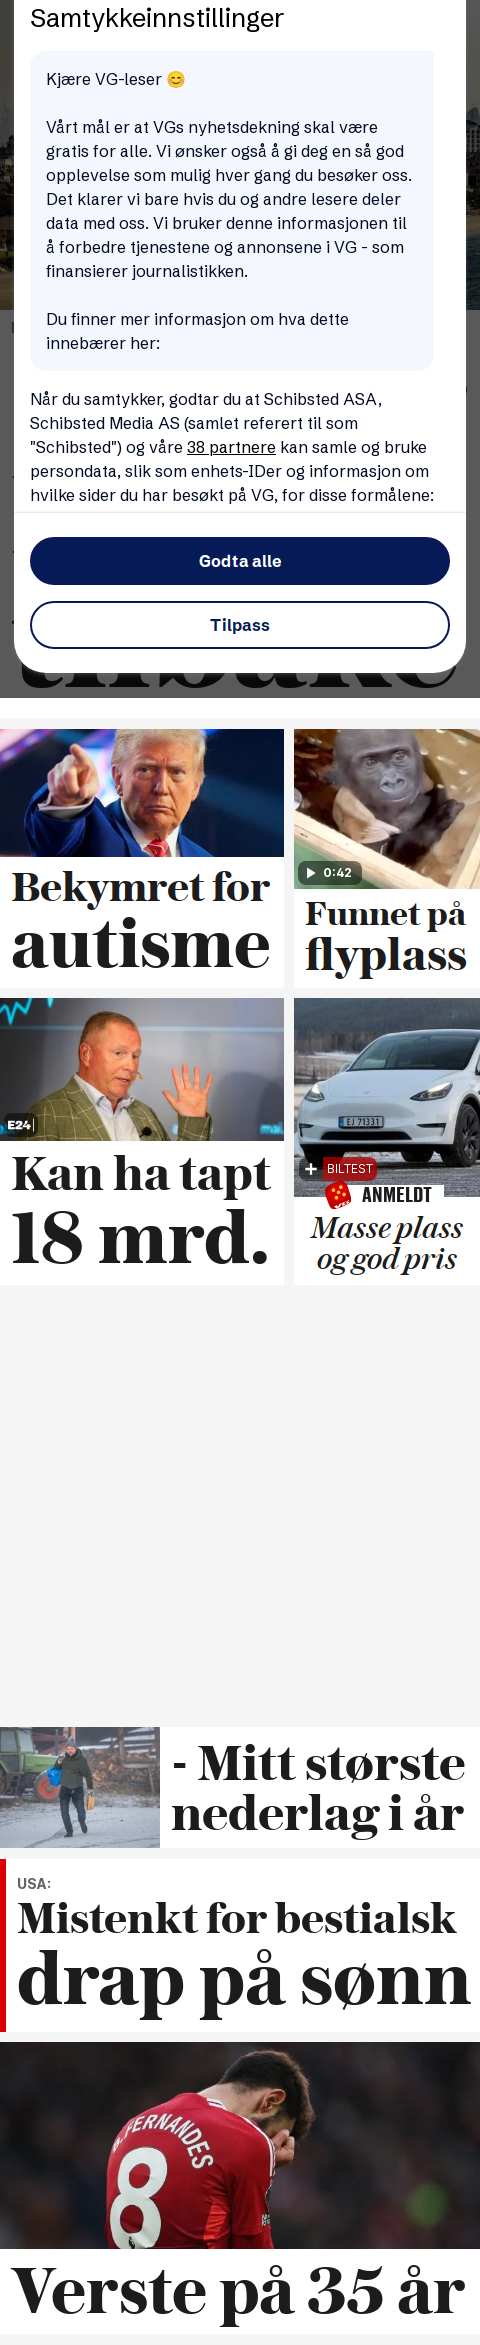 Samtykkeinnstillinger
Kjære VG-leser 😊
Vårt mål er at VGs nyhetsdekning skal være
gratis for alle. Vi ønsker også å gi deg en så god
opplevelse som mulig hver gang du besøker oss.
Det klarer vi bare hvis du og andre lesere deler
data med oss. Vi bruker denne informasjonen til
å forbedre tjenestene og annonsene i VG - som
finansierer journalistikken.
Du finner mer informasjon om hva dette
innebærer her:
Når du samtykker, godtar du at Schibsted ASA,
Schibsted Media AS (samlet referert til som
"Schibsted") og våre 38 partnere kan samle og bruke
persondata, slik som enhets-IDer og informasjon om
hvilke sider du har besøkt på VG, for disse formålene:
Godta alle
Tilpass
Bekymret for
autisme
0:42
Funnet på
flyplass
E24
Kan ha tapt
18 mrd.
EJ 71331
BILTEST
ANMELDT
Masse plass
og god pris
- Mitt største
nederlag i år
USA:
Mistenkt for bestialsk
drap på sønn
B. FERNANDES
8
Verste på 35 år